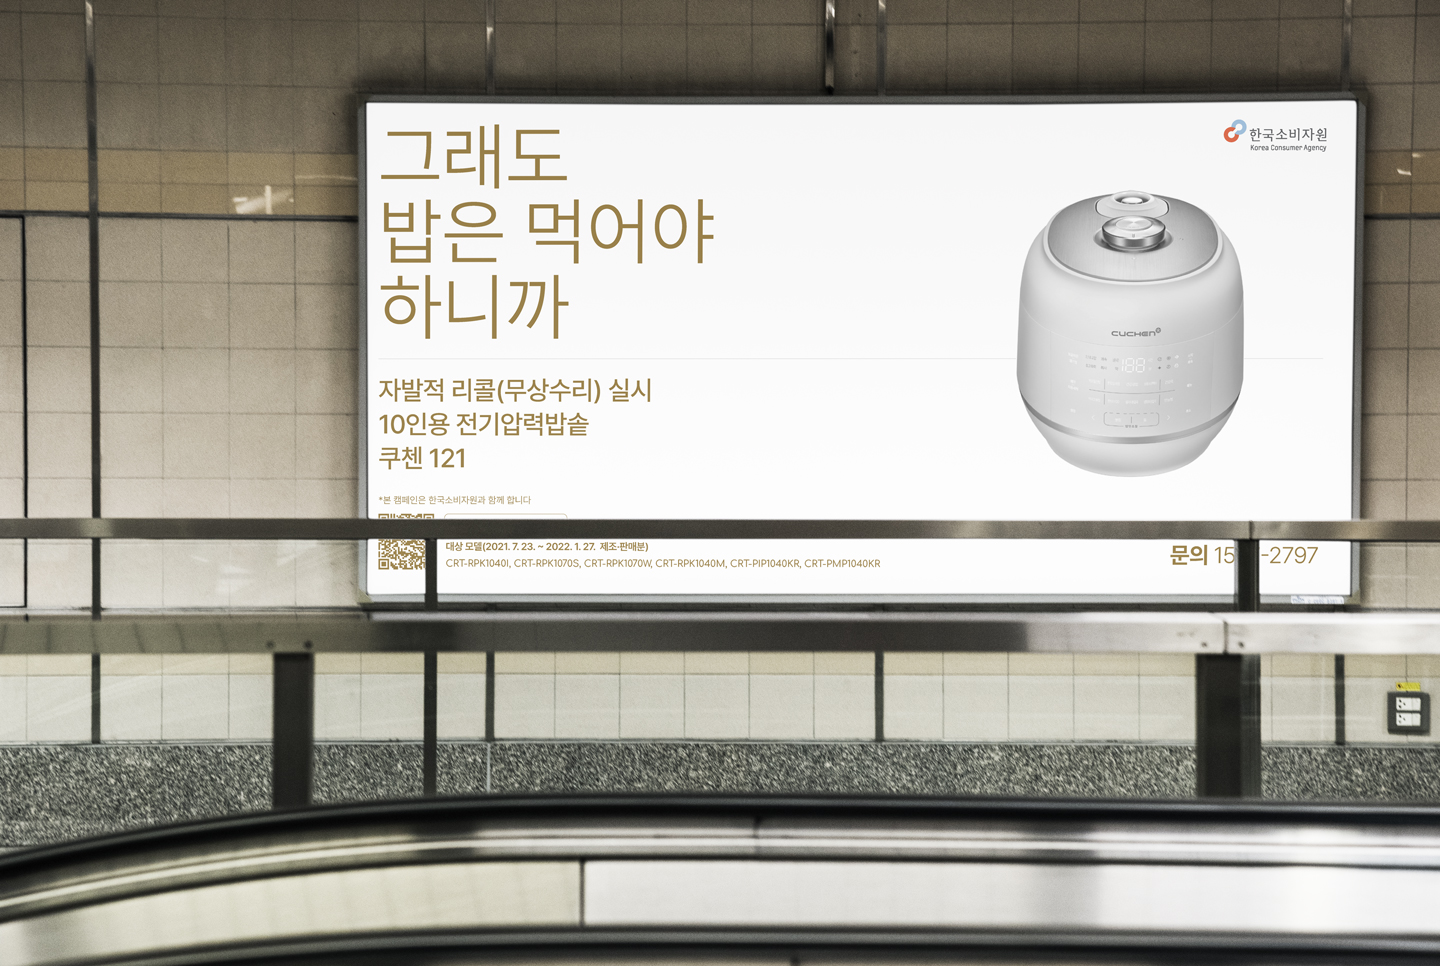 그래도
밥은 먹어야
하니까
한국소비자원
Korea Consumer Agency
CUCHEN
자발적 리콜(무상수리) 실시
10인용 전기압력밥솥
쿠첸 121
*본 캠페인은 한국소비자원과 함께 합니다
대상 모델(2021. 7. 23. ~ 2022. 1. 27. 제조·판매분)
CRT-RPK1040I, CRT-RPK1070S, CRT-RPK1070W, CRT-RPK1040M, CRT-PIP1040KR, CRT-PMP1040KR
문의 15 -2797